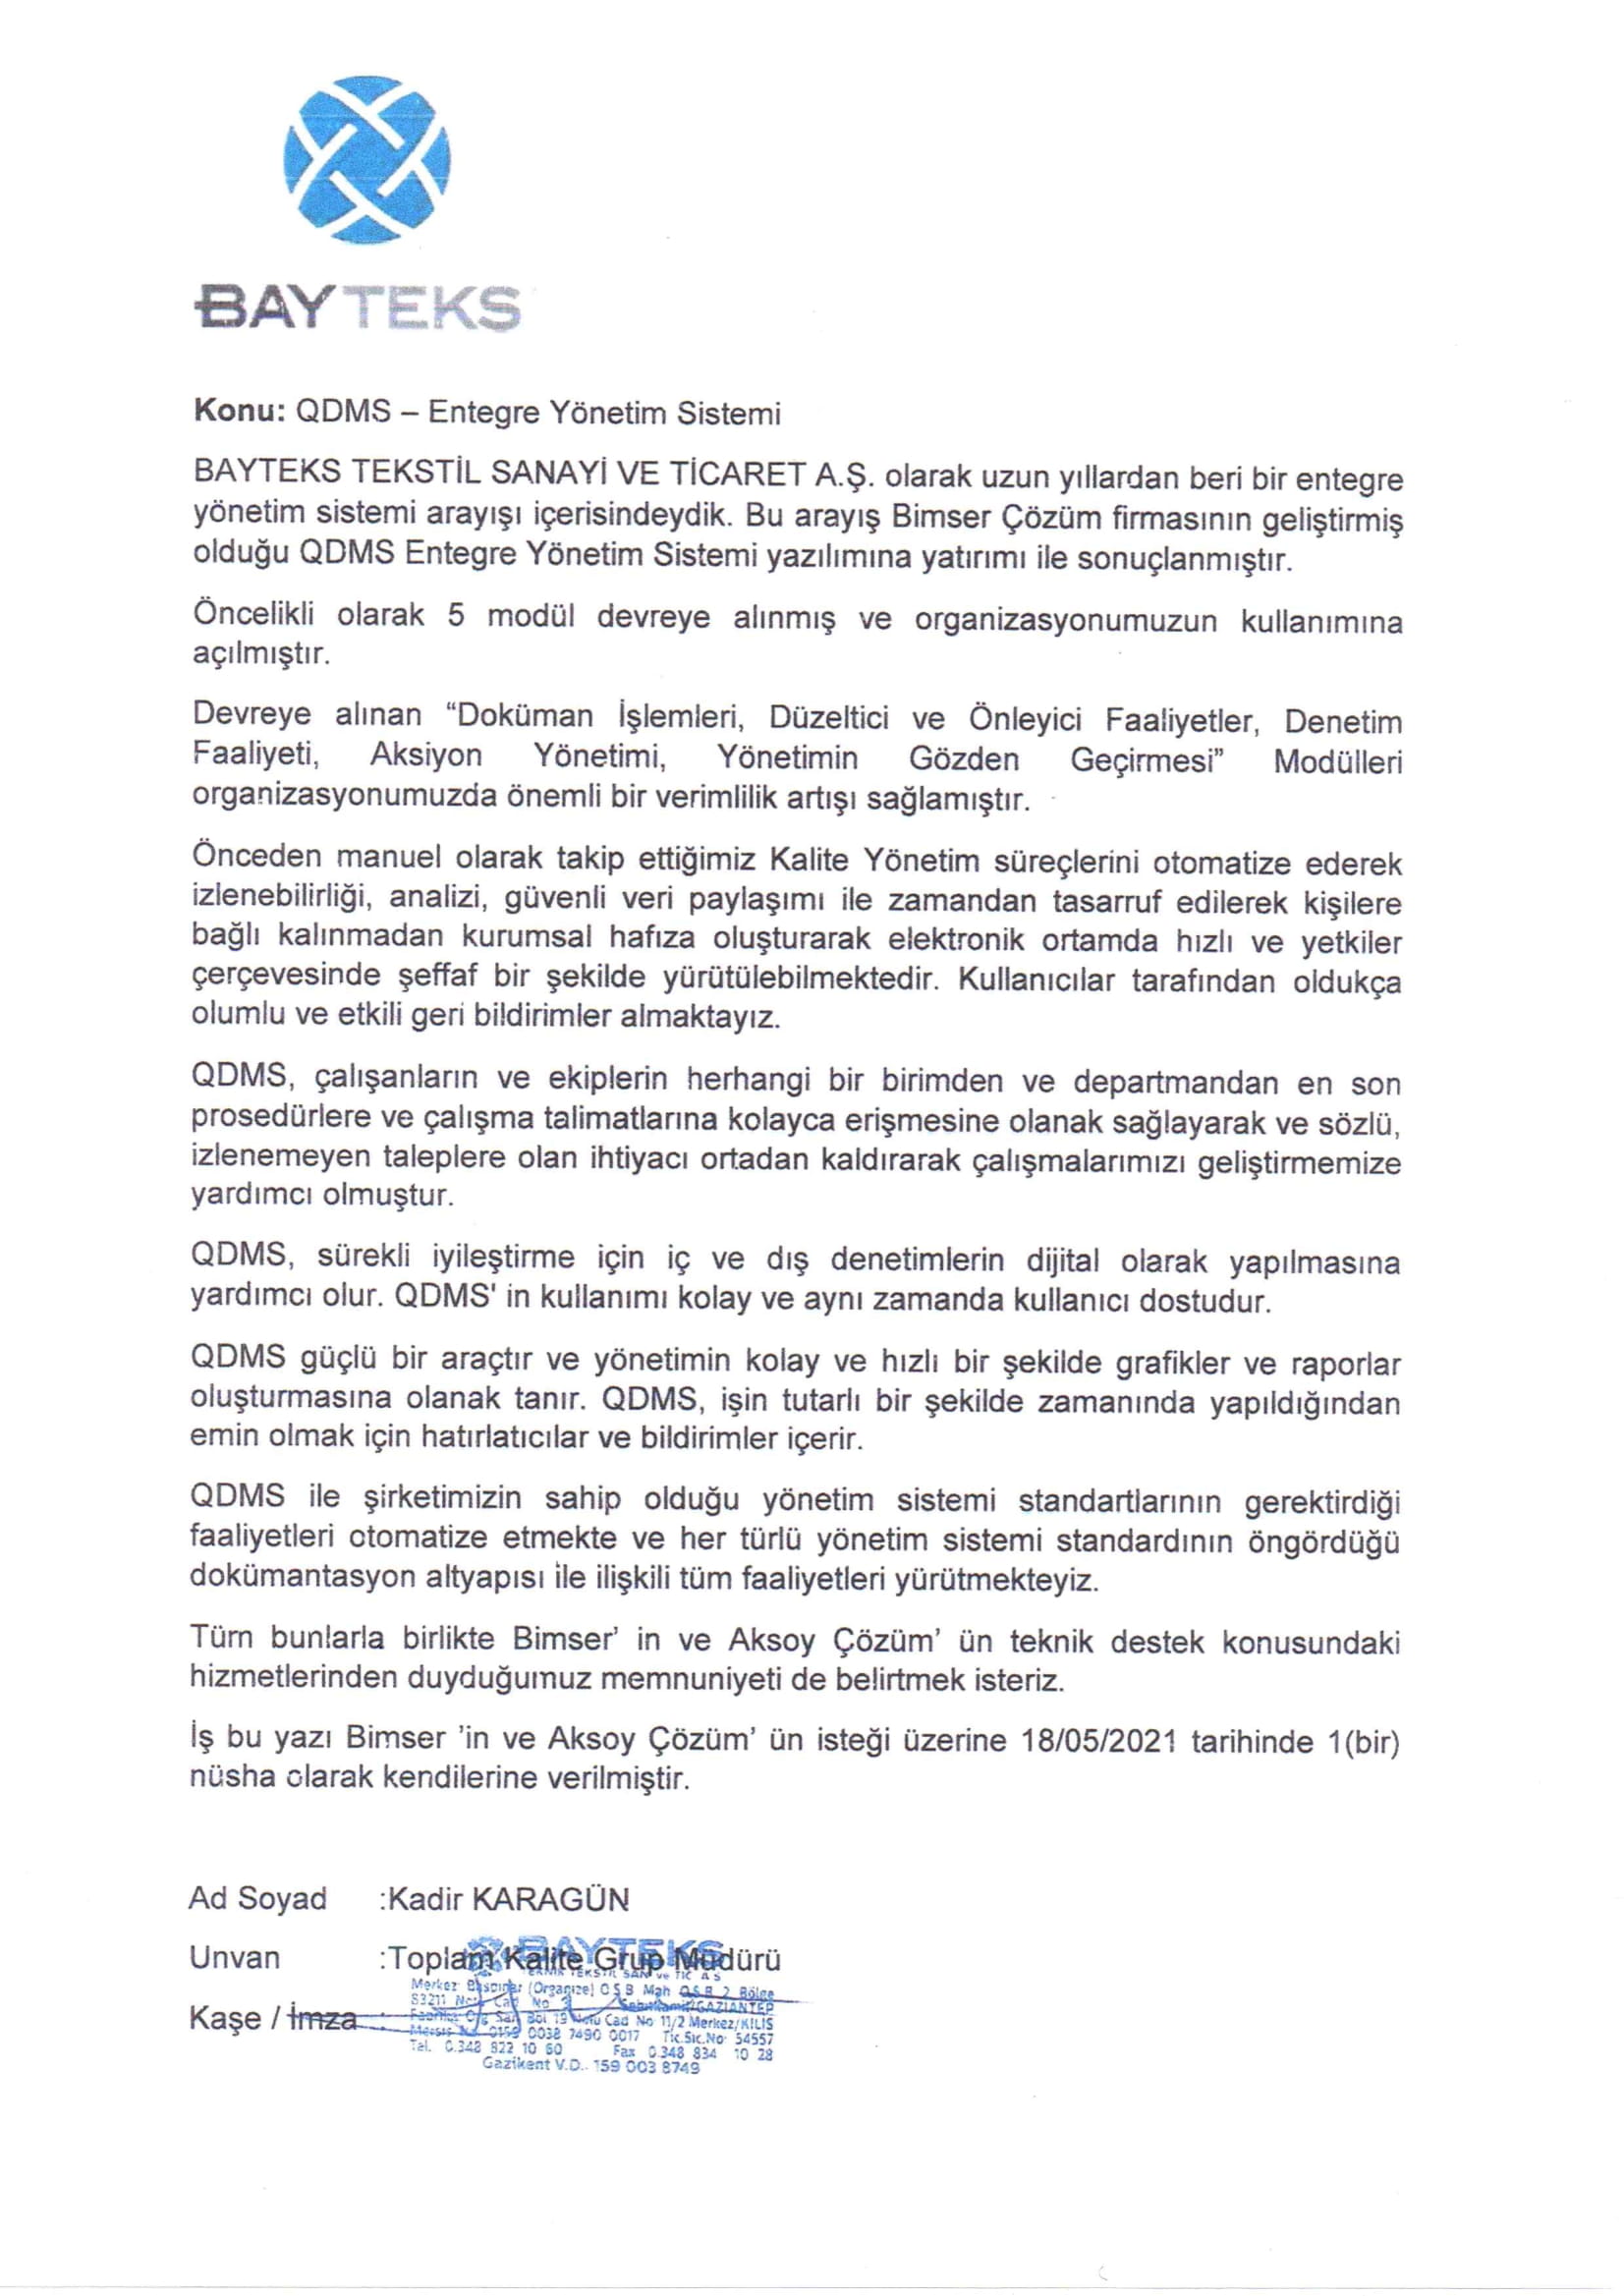 BAYTEKS
Konu: QDMS – Entegre Yönetim Sistemi
BAYTEKS TEKSTİL SANAYİ VE TİCARET A.Ş. olarak uzun yıllardan beri bir entegre
yönetim sistemi arayışı içerisindeydik. Bu arayış Bimser Çözüm firmasının geliştirmiş
olduğu QDMS Entegre Yönetim Sistemi yazılımına yatırımı ile sonuçlanmıştır.
Öncelikli olarak 5 modül devreye alınmış ve organizasyonumuzun kullanımına
açılmıştır.
Devreye alınan “Doküman İşlemleri, Düzeltici ve Önleyici Faaliyetler, Denetim
Faaliyeti, Aksiyon Yönetimi, Yönetimin Gözden Geçirmesi” Modülleri
organizasyonumuzda önemli bir verimlilik artışı sağlamıştır.
Önceden manuel olarak takip ettiğimiz Kalite Yönetim süreçlerini otomatize ederek
izlenebilirliği, analizi, güvenli veri paylaşımı ile zamandan tasarruf edilerek kişilere
bağlı kalınmadan kurumsal hafıza oluşturarak elektronik ortamda hızlı ve yetkiler
çerçevesinde şeffaf bir şekilde yürütülebilmektedir. Kullanıcılar tarafından oldukça
olumlu ve etkili geri bildirimler almaktayız.
QDMS, çalışanların ve ekiplerin herhangi bir birimden ve departmandan en son
prosedürlere ve çalışma talimatlarına kolayca erişmesine olanak sağlayarak ve sözlü,
izlenemeyen taleplere olan ihtiyacı ortadan kaldırarak çalışmalarımızı geliştirmemize
yardımcı olmuştur.
QDMS, sürekli iyileştirme için iç ve dış denetimlerin dijital olarak yapılmasına
yardımcı olur. QDMS' in kullanımı kolay ve aynı zamanda kullanıcı dostudur.
QDMS güçlü bir araçtır ve yönetimin kolay ve hızlı bir şekilde grafikler ve raporlar
oluşturmasına olanak tanır. QDMS, işin tutarlı bir şekilde zamanında yapıldığından
emin olmak için hatırlatıcılar ve bildirimler içerir.
QDMS ile şirketimizin sahip olduğu yönetim sistemi standartlarının gerektirdiği
faaliyetleri otomatize etmekte ve her türlü yönetim sistemi standardının öngördüğü
dokümantasyon altyapısı ile ilişkili tüm faaliyetleri yürütmekteyiz.
Tüm bunlarla birlikte Bimser’ in ve Aksoy Çözüm’ ün teknik destek konusundaki
hizmetlerinden duyduğumuz memnuniyeti de belirtmek isteriz.
İş bu yazı Bimser ’in ve Aksoy Çözüm’ ün isteği üzerine 18/05/2021 tarihinde 1(bir)
nüsha olarak kendilerine verilmiştir.
Ad Soyad :Kadir KARAGÜN
Unvan :Toplam Kalite Grup Müdürü
Kaşe / İmza :
BAYTEKS
TEKNİK TEKSTİL SAN ve TİC A Ş
Merkez: (Organize) O.S.B. Mah. O.S.B. 2. Bölge
83211 Cad No GAZİANTEP
Cad No 11/2 Merkez/KİLİS
0038 7490 0017 Tic.Sic.No: 54557
Tel. 0.348 822 10 60 Fax 0.348 834 10 28
Gazikent V.D.. 159 003 8749